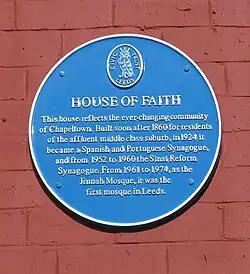 CIVIC TRUST
LEEDS
HOUSE OF FAITH
This house reflects the ever-changing community
of Chapeltown. Built soon after 1860 for residents
of the affluent middle class suburb, in 1924 it
became a Spanish and Portuguese Synagogue,
and from 1952 to 1960 the Sinai Reform
Synagogue. From 1961 to 1974, as the
Jinnah Mosque, it was the
first mosque in Leeds.